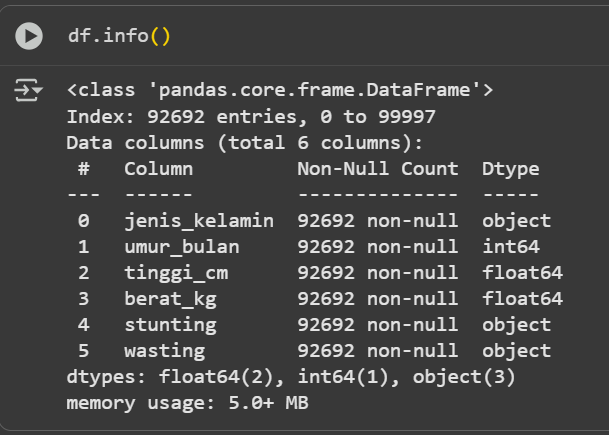 df.info()
<class 'pandas.core.frame.DataFrame'>
Index: 92692 entries, 0 to 99997
Data columns (total 6 columns):
 #   Column         Non-Null Count  Dtype
---  ------         --------------  -----
 0   jenis_kelamin  92692 non-null  object
 1   umur_bulan     92692 non-null  int64
 2   tinggi_cm      92692 non-null  float64
 3   berat_kg       92692 non-null  float64
 4   stunting       92692 non-null  object
 5   wasting        92692 non-null  object
dtypes: float64(2), int64(1), object(3)
memory usage: 5.0+ MB